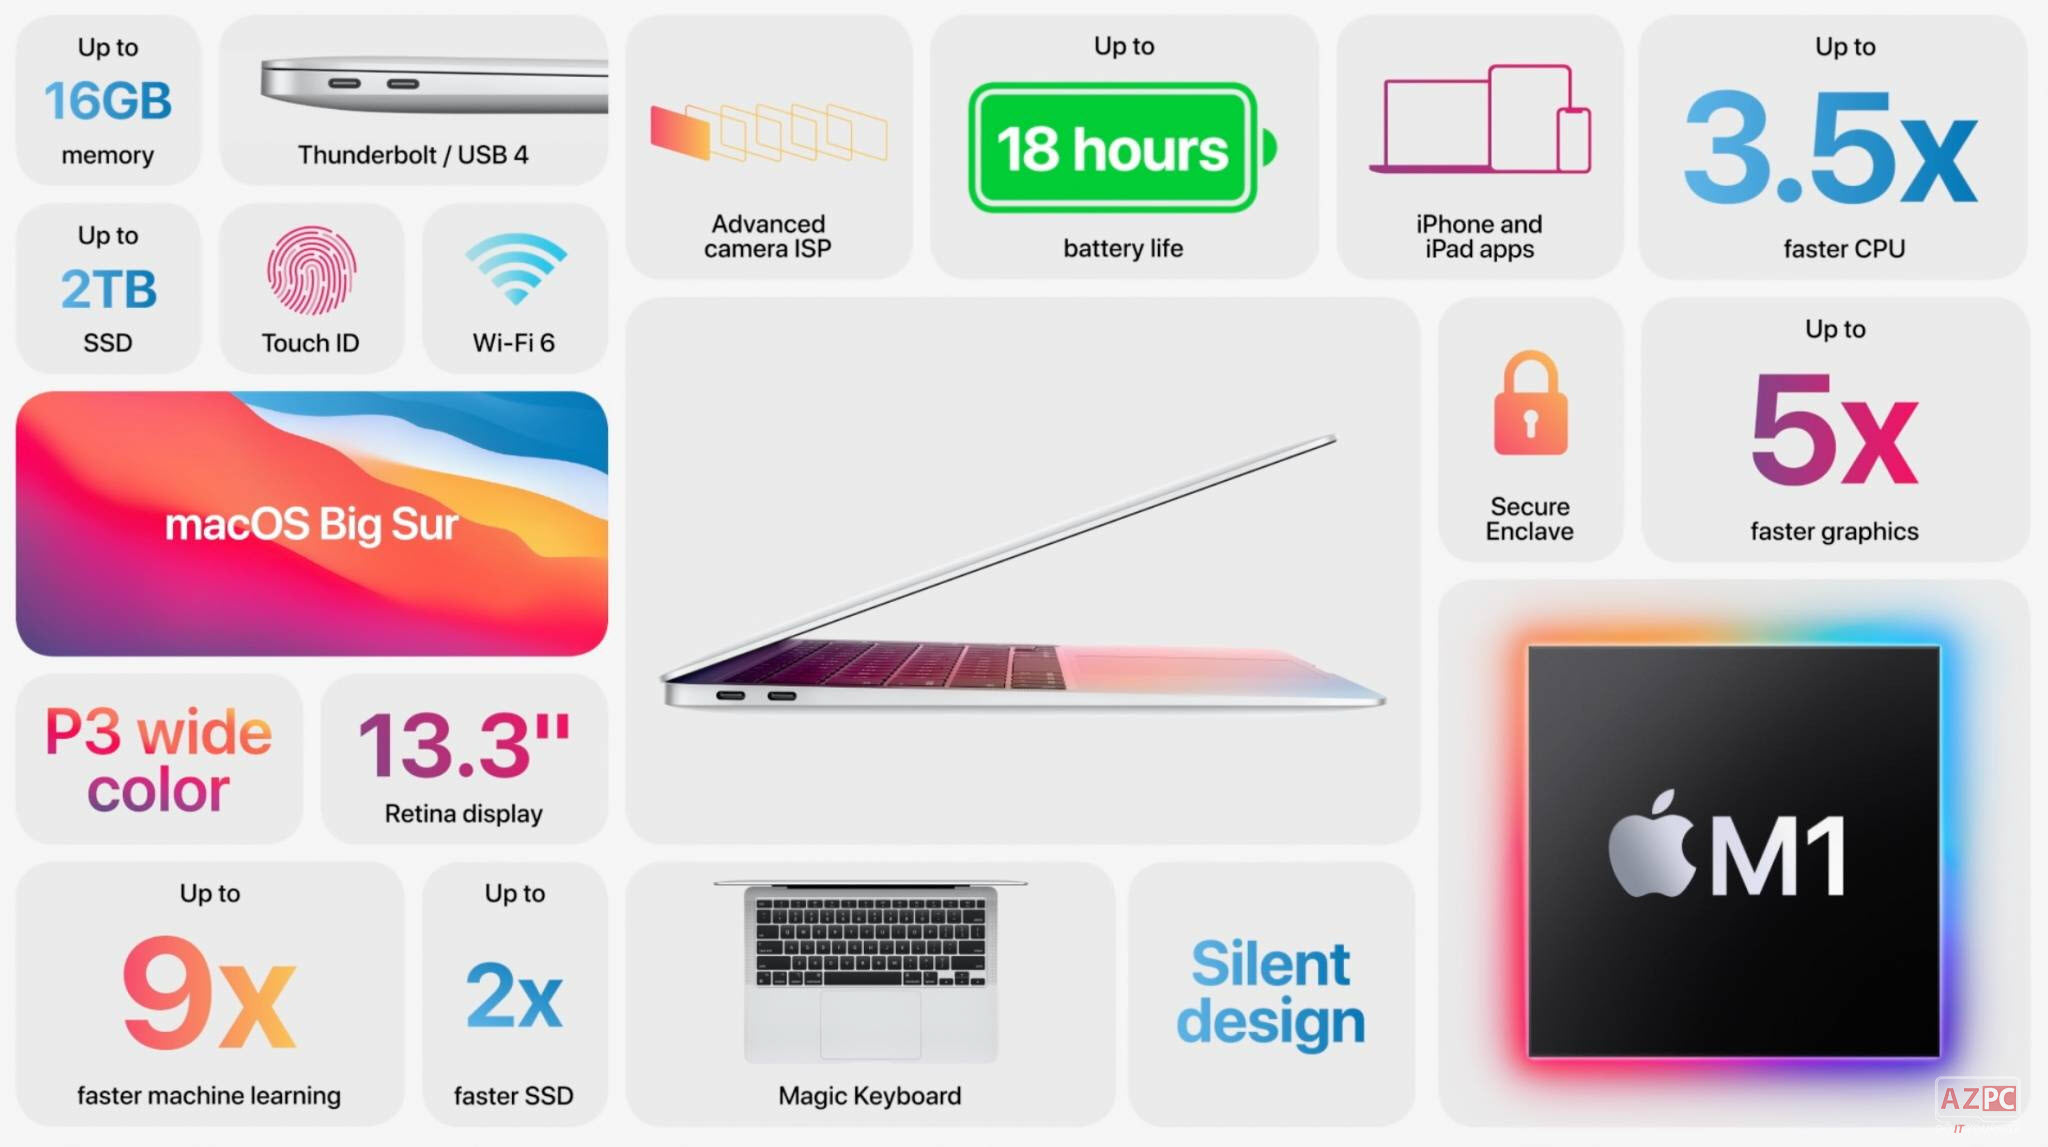 Up to
16GB
memory
Thunderbolt / USB 4
Advanced
camera ISP
Up to
18 hours
battery life
iPhone and
iPad apps
Up to
3.5x
faster CPU
Up to
2TB
SSD
Touch ID
Wi-Fi 6
macOS Big Sur
Secure
Enclave
Up to
5x
faster graphics
P3 wide
color
13.3"
Retina display
M1
Up to
9x
faster machine learning
Up to
2x
faster SSD
Magic Keyboard
Silent
design
AZPC
IT